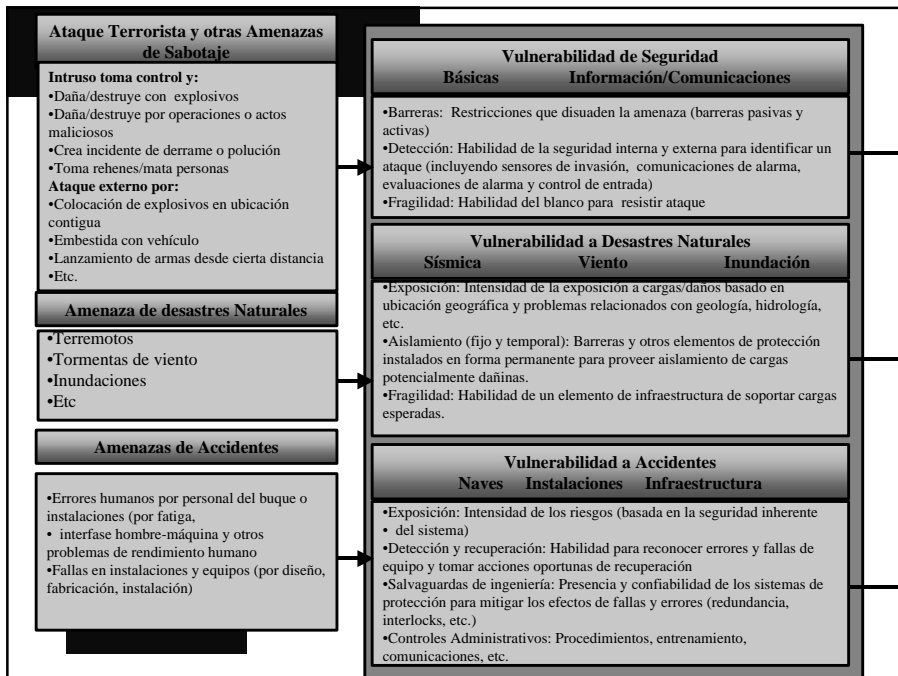 Ataque Terrorista y otras Amenazas
de Sabotaje
Intruso toma control y:
•Daña/destruye con explosivos
•Daña/destruye por operaciones o actos
maliciosos
•Crea incidente de derrame o polución
•Toma rehenes/mata personas
Ataque externo por:
•Colocación de explosivos en ubicación
contigua
•Embestida con vehículo
•Lanzamiento de armas desde cierta distancia
•Etc.
Amenaza de desastres Naturales
•Terremotos
•Tormentas de viento
•Inundaciones
•Etc
Amenazas de Accidentes
•Errores humanos por personal del buque o
instalaciones (por fatiga,
• interfase hombre-máquina y otros
problemas de rendimiento humano
•Fallas en instalaciones y equipos (por diseño,
fabricación, instalación)
Vulnerabilidad de Seguridad
Básicas Información/Comunicaciones
•Barreras: Restricciones que disuaden la amenaza (barreras pasivas y
activas)
•Detección: Habilidad de la seguridad interna y externa para identificar un
ataque (incluyendo sensores de invasión, comunicaciones de alarma,
evaluaciones de alarma y control de entrada)
•Fragilidad: Habilidad del blanco para resistir ataque
Vulnerabilidad a Desastres Naturales
Sísmica Viento Inundación
•Exposición: Intensidad de la exposición a cargas/daños basado en
ubicación geográfica y problemas relacionados con geología, hidrología,
etc.
•Aislamiento (fijo y temporal): Barreras y otros elementos de protección
instalados en forma permanente para proveer aislamiento de cargas
potencialmente dañinas.
•Fragilidad: Habilidad de un elemento de infraestructura de soportar cargas
esperadas.
Vulnerabilidad a Accidentes
Naves Instalaciones Infraestructura
•Exposición: Intensidad de los riesgos (basada en la seguridad inherente
• del sistema)
•Detección y recuperación: Habilidad para reconocer errores y fallas de
equipo y tomar acciones oportunas de recuperación
•Salvaguardas de ingeniería: Presencia y confiabilidad de los sistemas de
protección para mitigar los efectos de fallas y errores (redundancia,
interlocks, etc.)
•Controles Administrativos: Procedimientos, entrenamiento,
comunicaciones, etc.